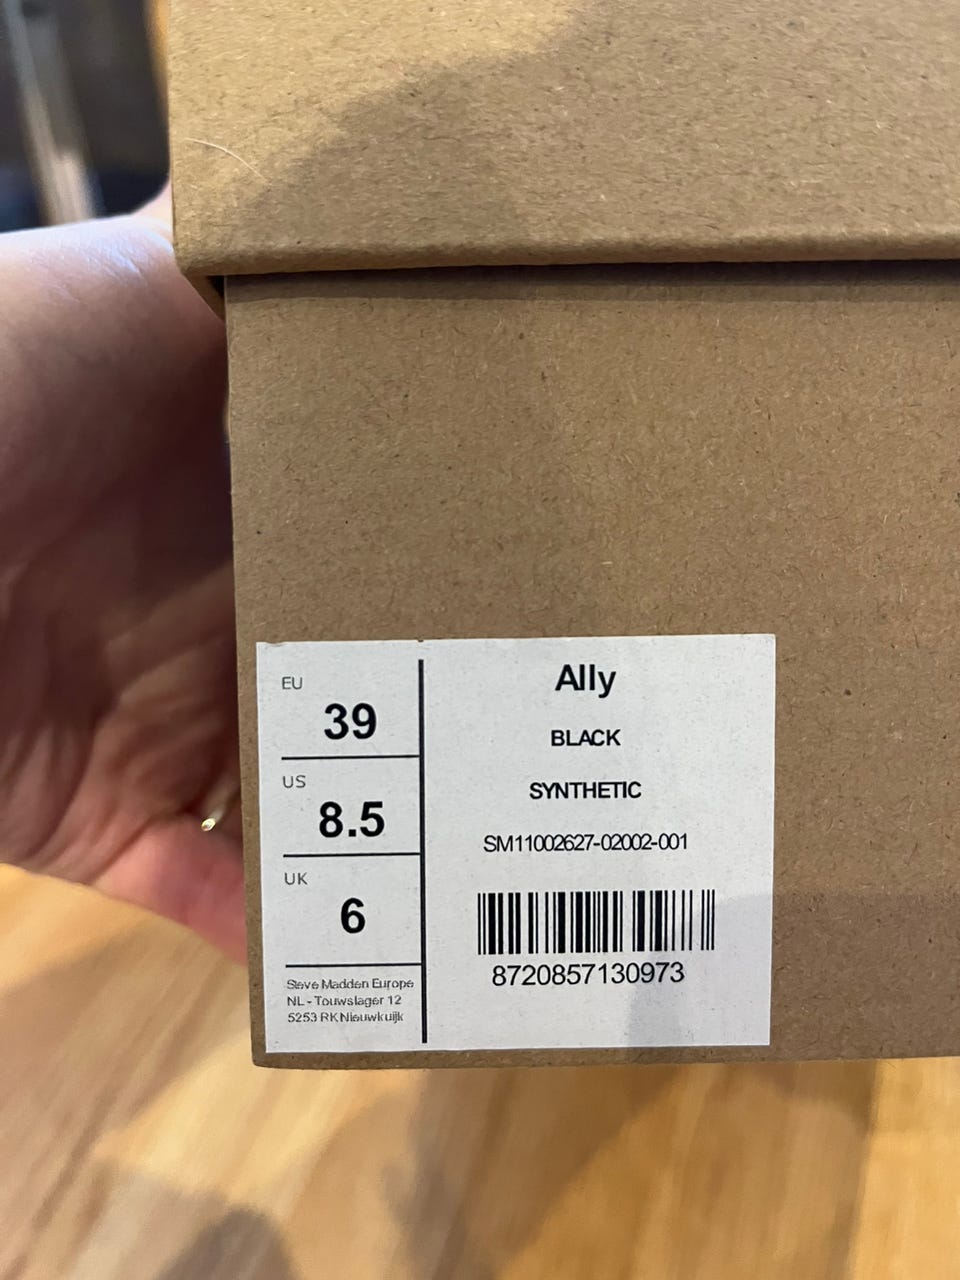 EU
39
US
8.5
UK
6
Steve Madden Europe
NL - Touwslager 12
5253 RK Nieuwkuijk
Ally
BLACK
SYNTHETIC
SM11002627-02002-001
8720857130973